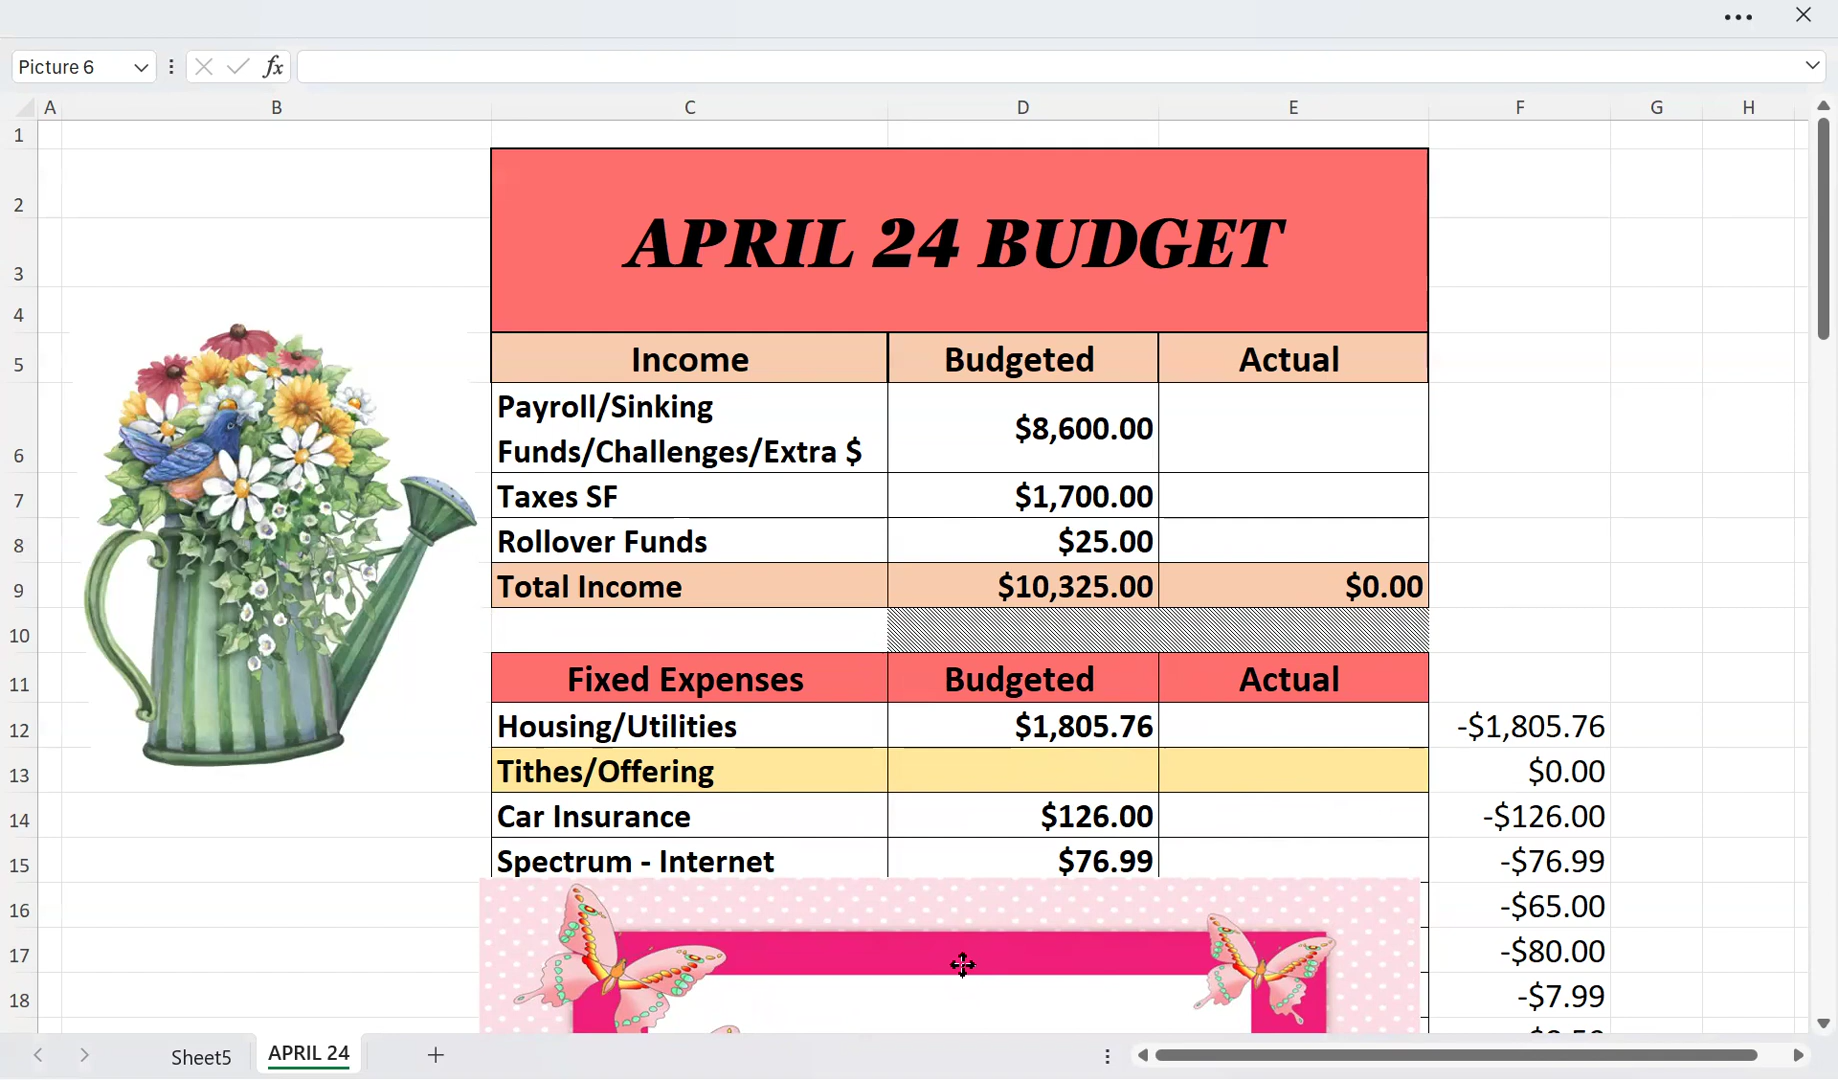 Picture 6
fx
A B C D E F G H
1
2
APRIL 24 BUDGET
3
4
5 Income Budgeted Actual
Payroll/Sinking
6 Funds/Challenges/Extra $ $8,600.00
7 Taxes SF $1,700.00
8 Rollover Funds $25.00
9 Total Income $10,325.00 $0.00
10
11 Fixed Expenses Budgeted Actual
12 Housing/Utilities $1,805.76 -$1,805.76
13 Tithes/Offering $0.00
14 Car Insurance $126.00 -$126.00
15 Spectrum - Internet $76.99 -$76.99
16 -$65.00
17 -$80.00
18 -$7.99
Sheet5 APRIL 24